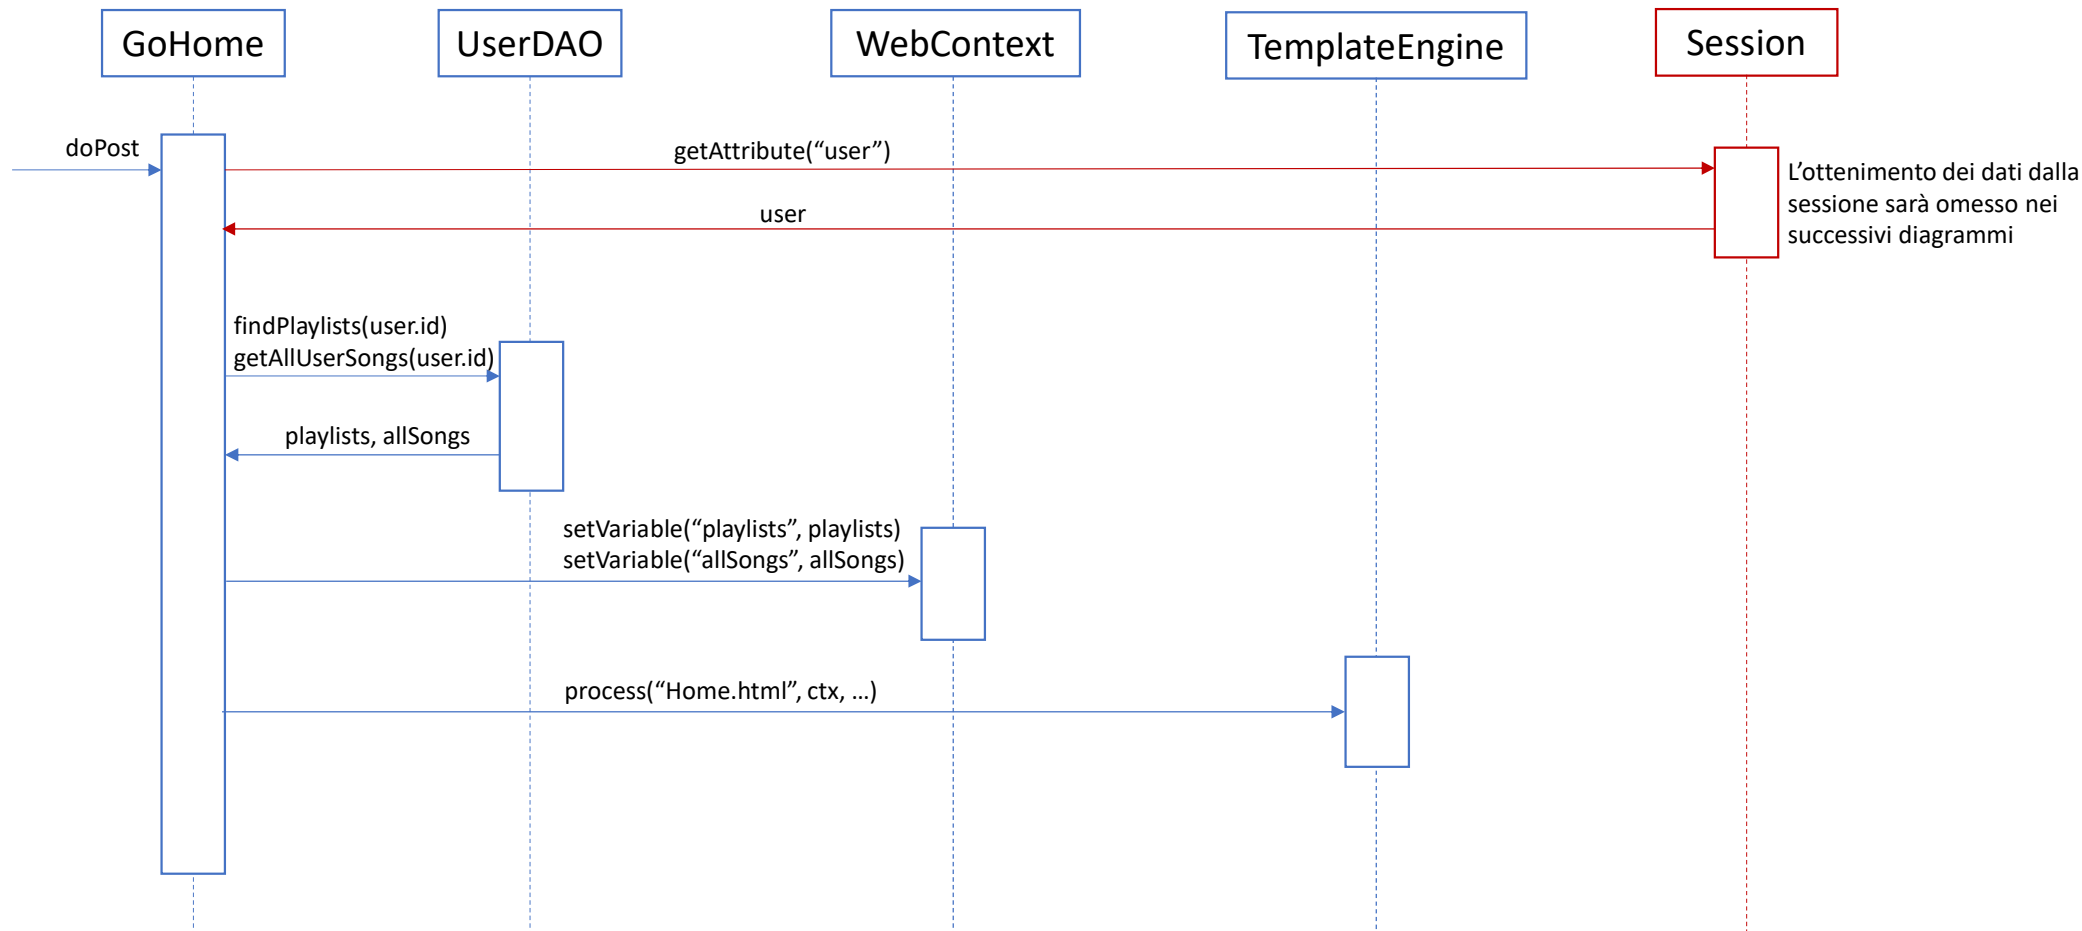 GoHome
UserDAO
WebContext
TemplateEngine
Session
doPost
getAttribute(“user”)
L’ottenimento dei dati dalla
sessione sarà omesso nei
successivi diagrammi
user
findPlaylists(user.id)
getAllUserSongs(user.id)
playlists, allSongs
setVariable(“playlists”, playlists)
setVariable(“allSongs”, allSongs)
process(“Home.html”, ctx, …)